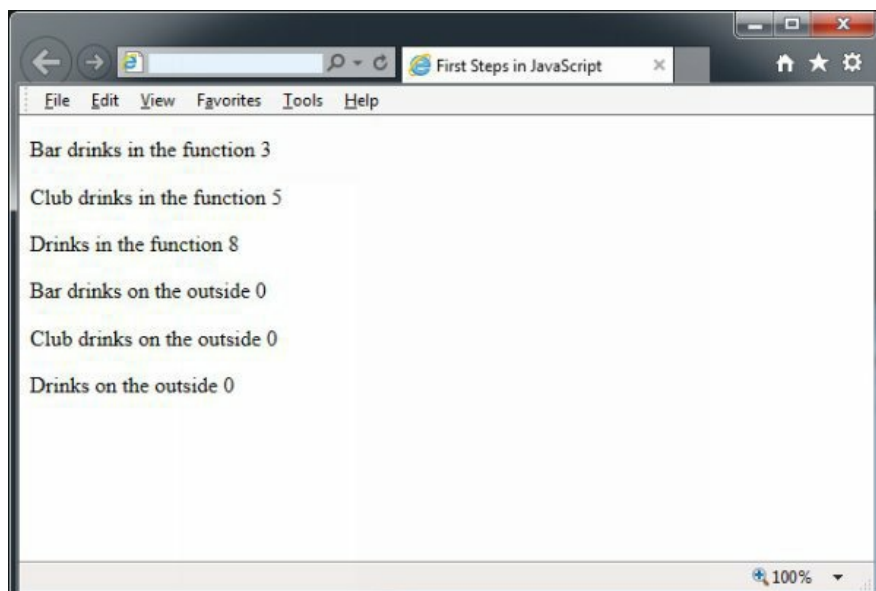 First Steps in JavaScript
File Edit View Favorites Tools Help
Bar drinks in the function 3
Club drinks in the function 5
Drinks in the function 8
Bar drinks on the outside 0
Club drinks on the outside 0
Drinks on the outside 0
100%